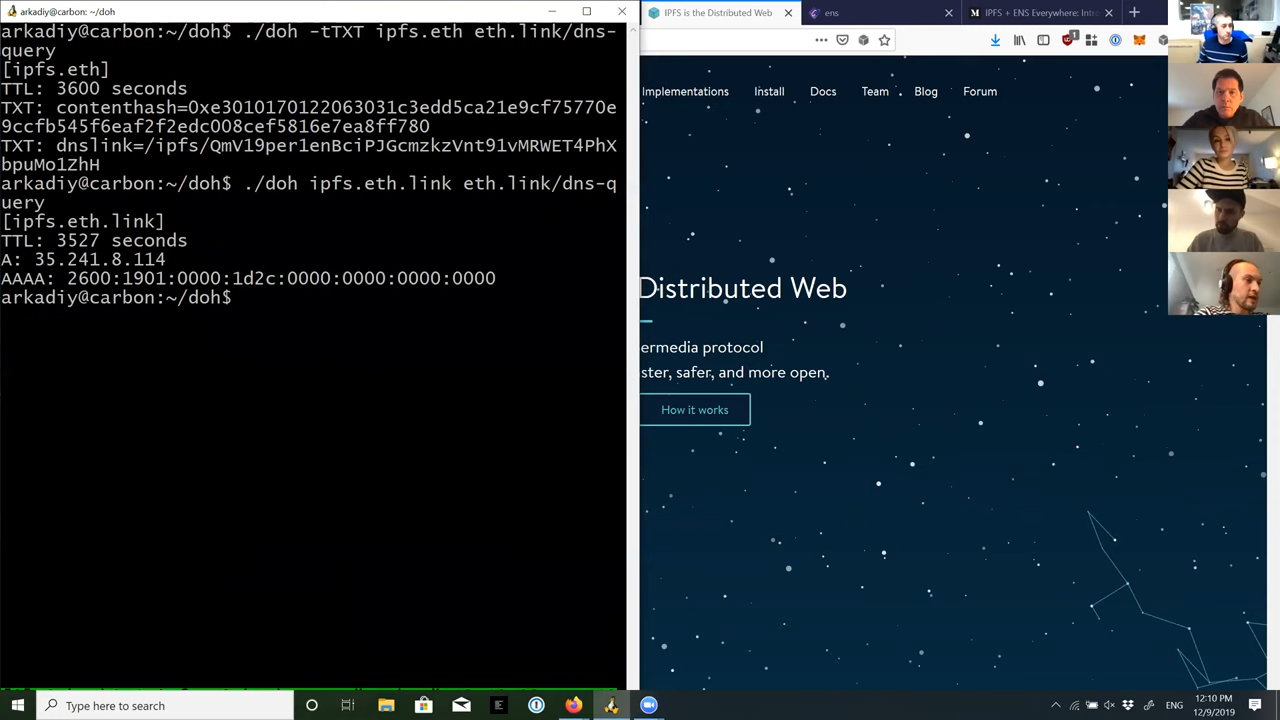 arkadiy@carbon: ~/doh
arkadiy@carbon:~/doh$ ./doh -tTXT ipfs.eth eth.link/dns-
query
[ipfs.eth]
TTL: 3600 seconds
TXT: contenthash=0xe3010170122063031c3edd5ca21e9cf75770e
9ccfb545f6eaf2f2edc008cef5816e7ea8ff780
TXT: dnslink=/ipfs/QmV19per1enBciPJGcmzkzVnt91vMRWET4PhX
bpuMo1ZhH
arkadiy@carbon:~/doh$ ./doh ipfs.eth.link eth.link/dns-q
uery
[ipfs.eth.link]
TTL: 3527 seconds
A: 35.241.8.114
AAAA: 2600:1901:0000:1d2c:0000:0000:0000:0000
arkadiy@carbon:~/doh$
IPFS is the Distributed Web
ens
IPFS + ENS Everywhere: Intro
1
Implementations Install Docs Team Blog Forum
Distributed Web
ermedia protocol
ster, safer, and more open.
How it works
Type here to search
ENG
12:10 PM
12/9/2019